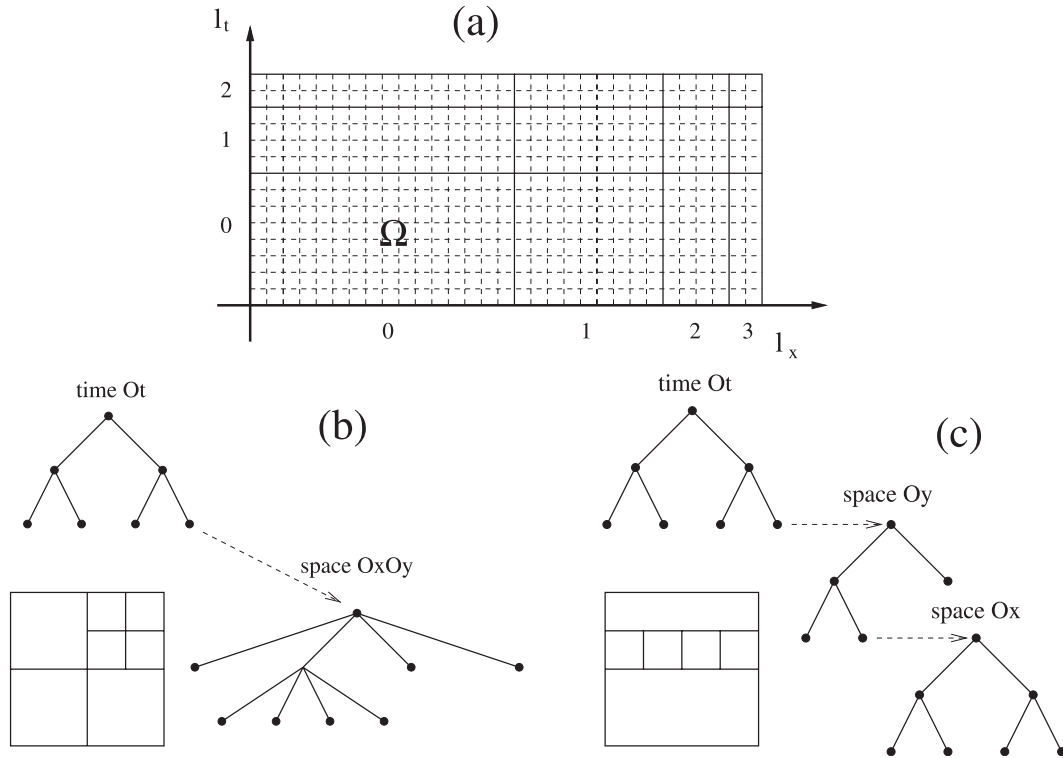 (a)
l_t
2
1
0
Ω
0 1 2 3
l_x
time Ot
(b)
space OxOy
time Ot
(c)
space Oy
space Ox